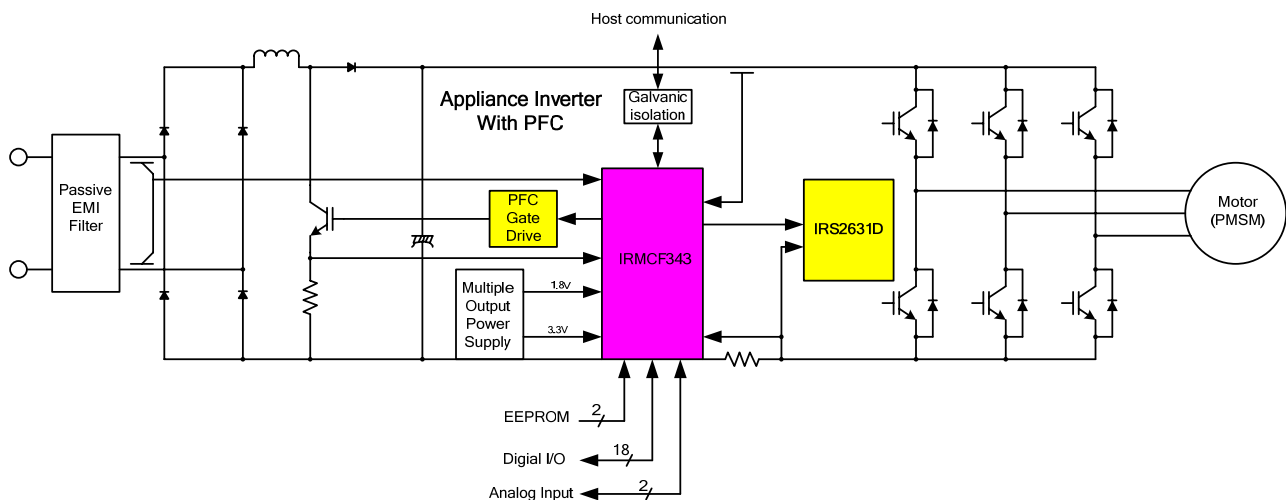 Host communication
Appliance Inverter
With PFC
Galvanic
isolation
Passive
EMI
Filter
PFC
Gate
Drive
IRMCF343
IRS2631D
Motor
(PMSM)
Multiple
Output
Power
Supply
1.8V
3.3V
EEPROM
2
Digial I/O
18
Analog Input
2